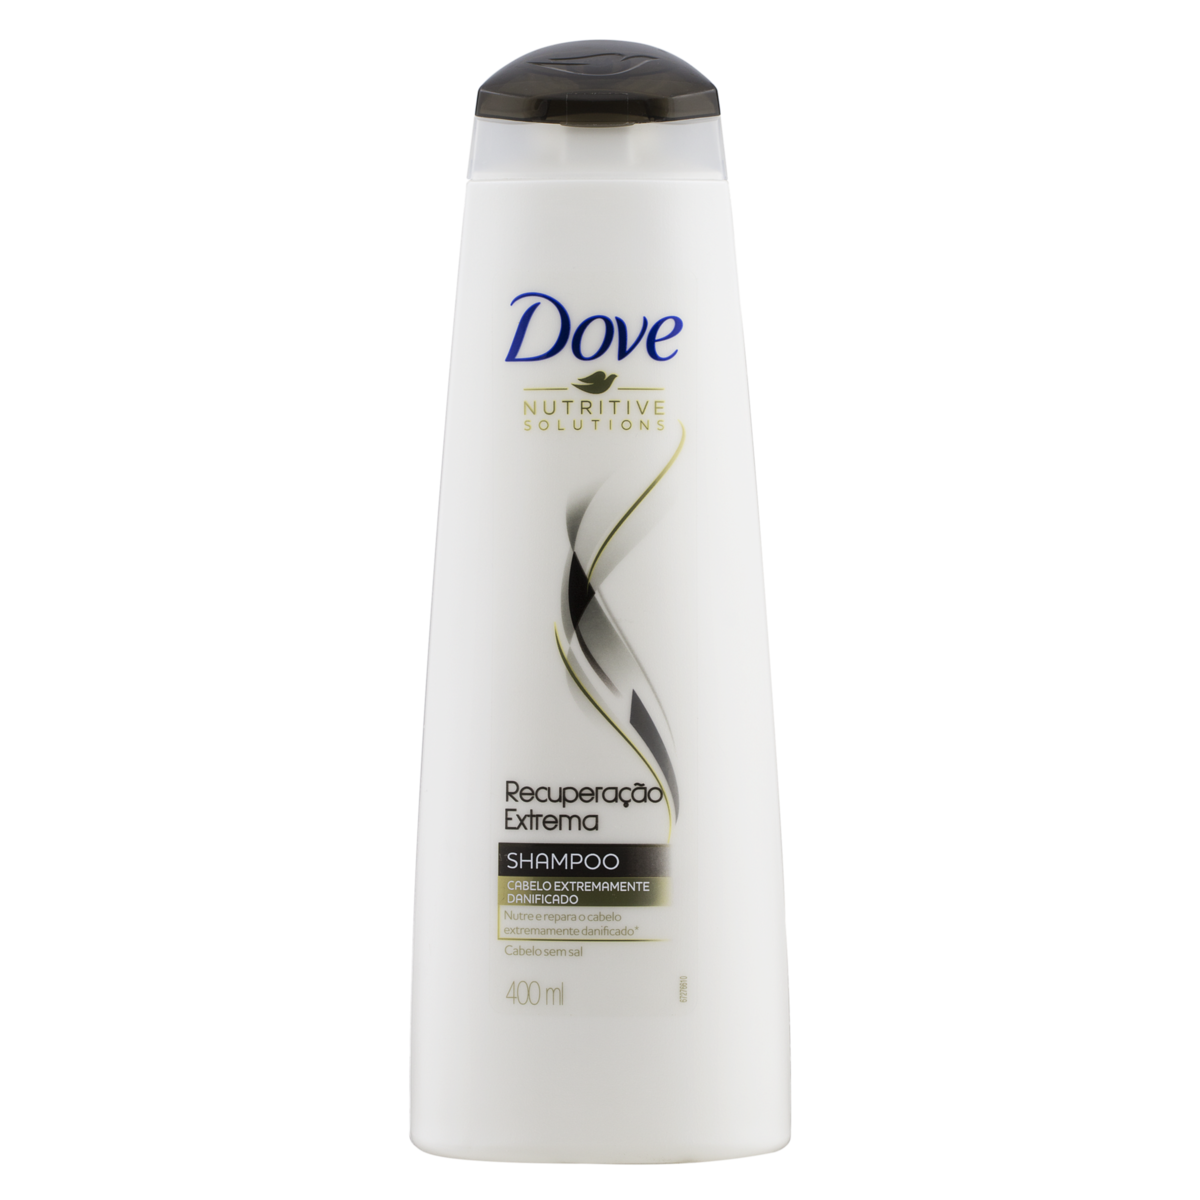 Dove
NUTRITIVE
SOLUTIONS
Recuperação
Extrema
SHAMPOO
CABELO EXTREMAMENTE
DANIFICADO
Nutre e repara o cabelo
extremamente danificado*
Cabelo sem sal
400 ml